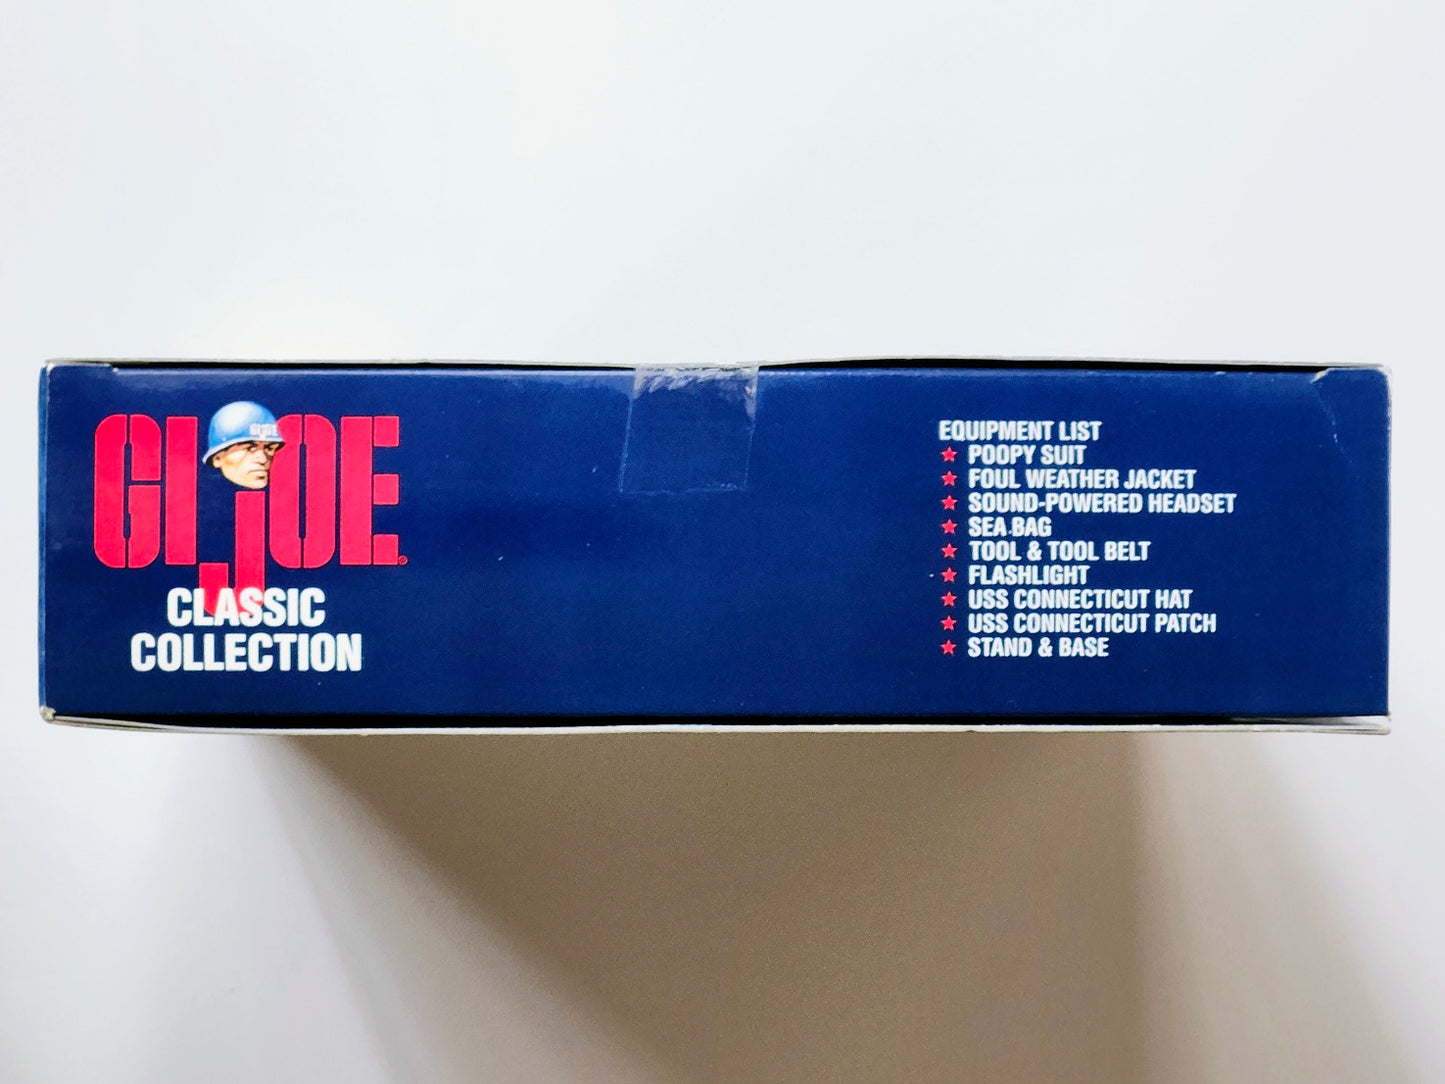 GI JOE
CLASSIC
COLLECTION
EQUIPMENT LIST
POOPY SUIT
FOUL WEATHER JACKET
SOUND-POWERED HEADSET
SEA BAG
TOOL & TOOL BELT
FLASHLIGHT
USS CONNECTICUT HAT
USS CONNECTICUT PATCH
STAND & BASE